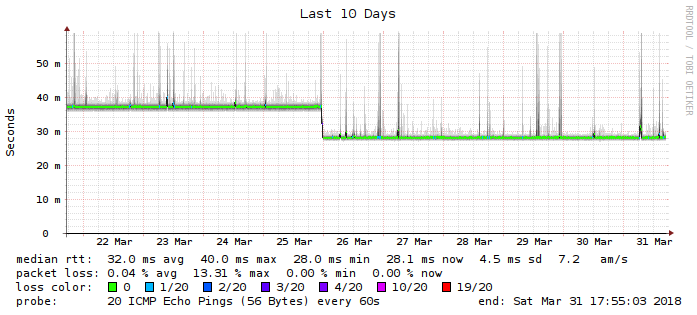 Last 10 Days
RRDTOOL / TOBI OETIKER
Seconds
50 m
40 m
30 m
20 m
10 m
0
22 Mar 23 Mar 24 Mar 25 Mar 26 Mar 27 Mar 28 Mar 29 Mar 30 Mar 31 Mar
median rtt: 32.0 ms avg 40.0 ms max 28.0 ms min 28.1 ms now 4.5 ms sd 7.2 am/s
packet loss: 0.04 % avg 13.31 % max 0.00 % min 0.00 % now
loss color: 0 1/20 2/20 3/20 4/20 10/20 19/20
probe: 20 ICMP Echo Pings (56 Bytes) every 60s end: Sat Mar 31 17:55:03 2018